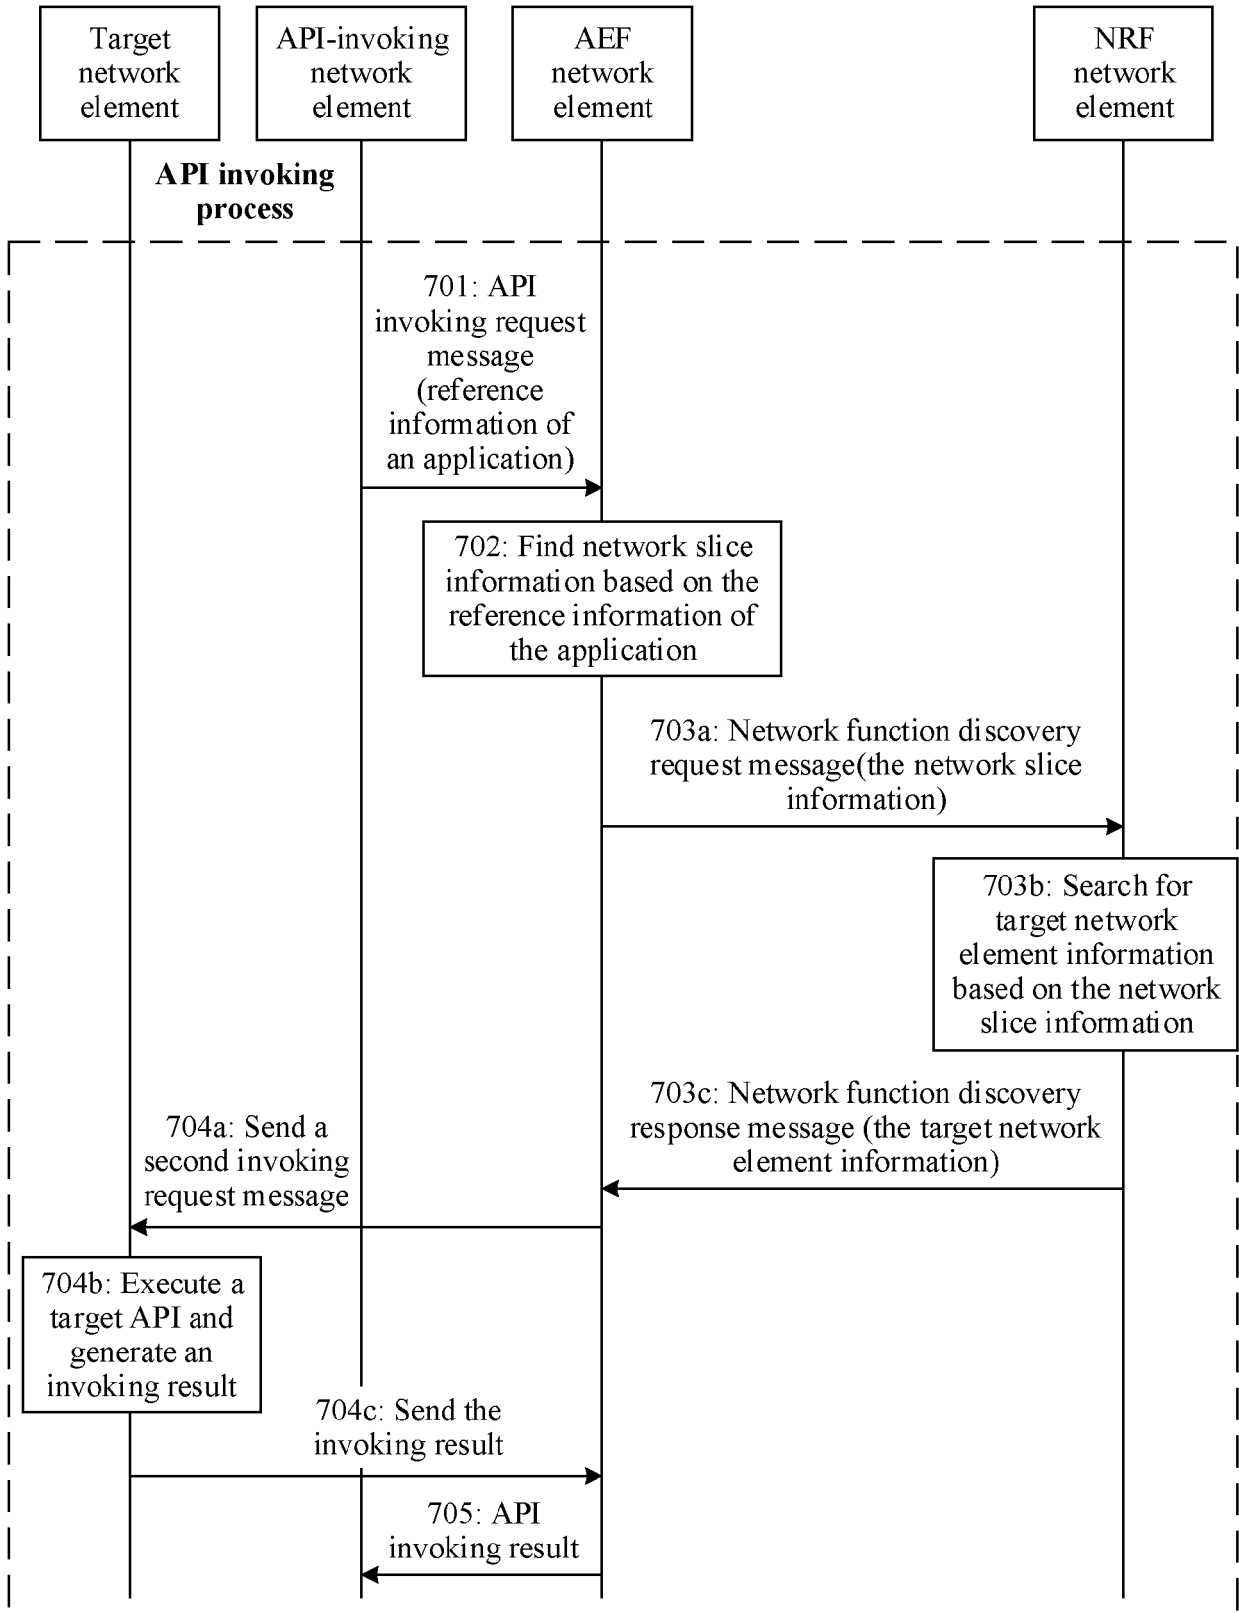 Target
network
element
API-invoking
network
element
AEF
network
element
NRF
network
element
API invoking
process
701: API
invoking request
message
(reference
information of
an application)
702: Find network slice
information based on the
reference information of
the application
703a: Network function discovery
request message(the network slice
information)
703b: Search for
target network
element information
based on the network
slice information
703c: Network function discovery
response message (the target network
element information)
704a: Send a
second invoking
request message
704b: Execute a
target API and
generate an
invoking result
704c: Send the
invoking result
705: API
invoking result